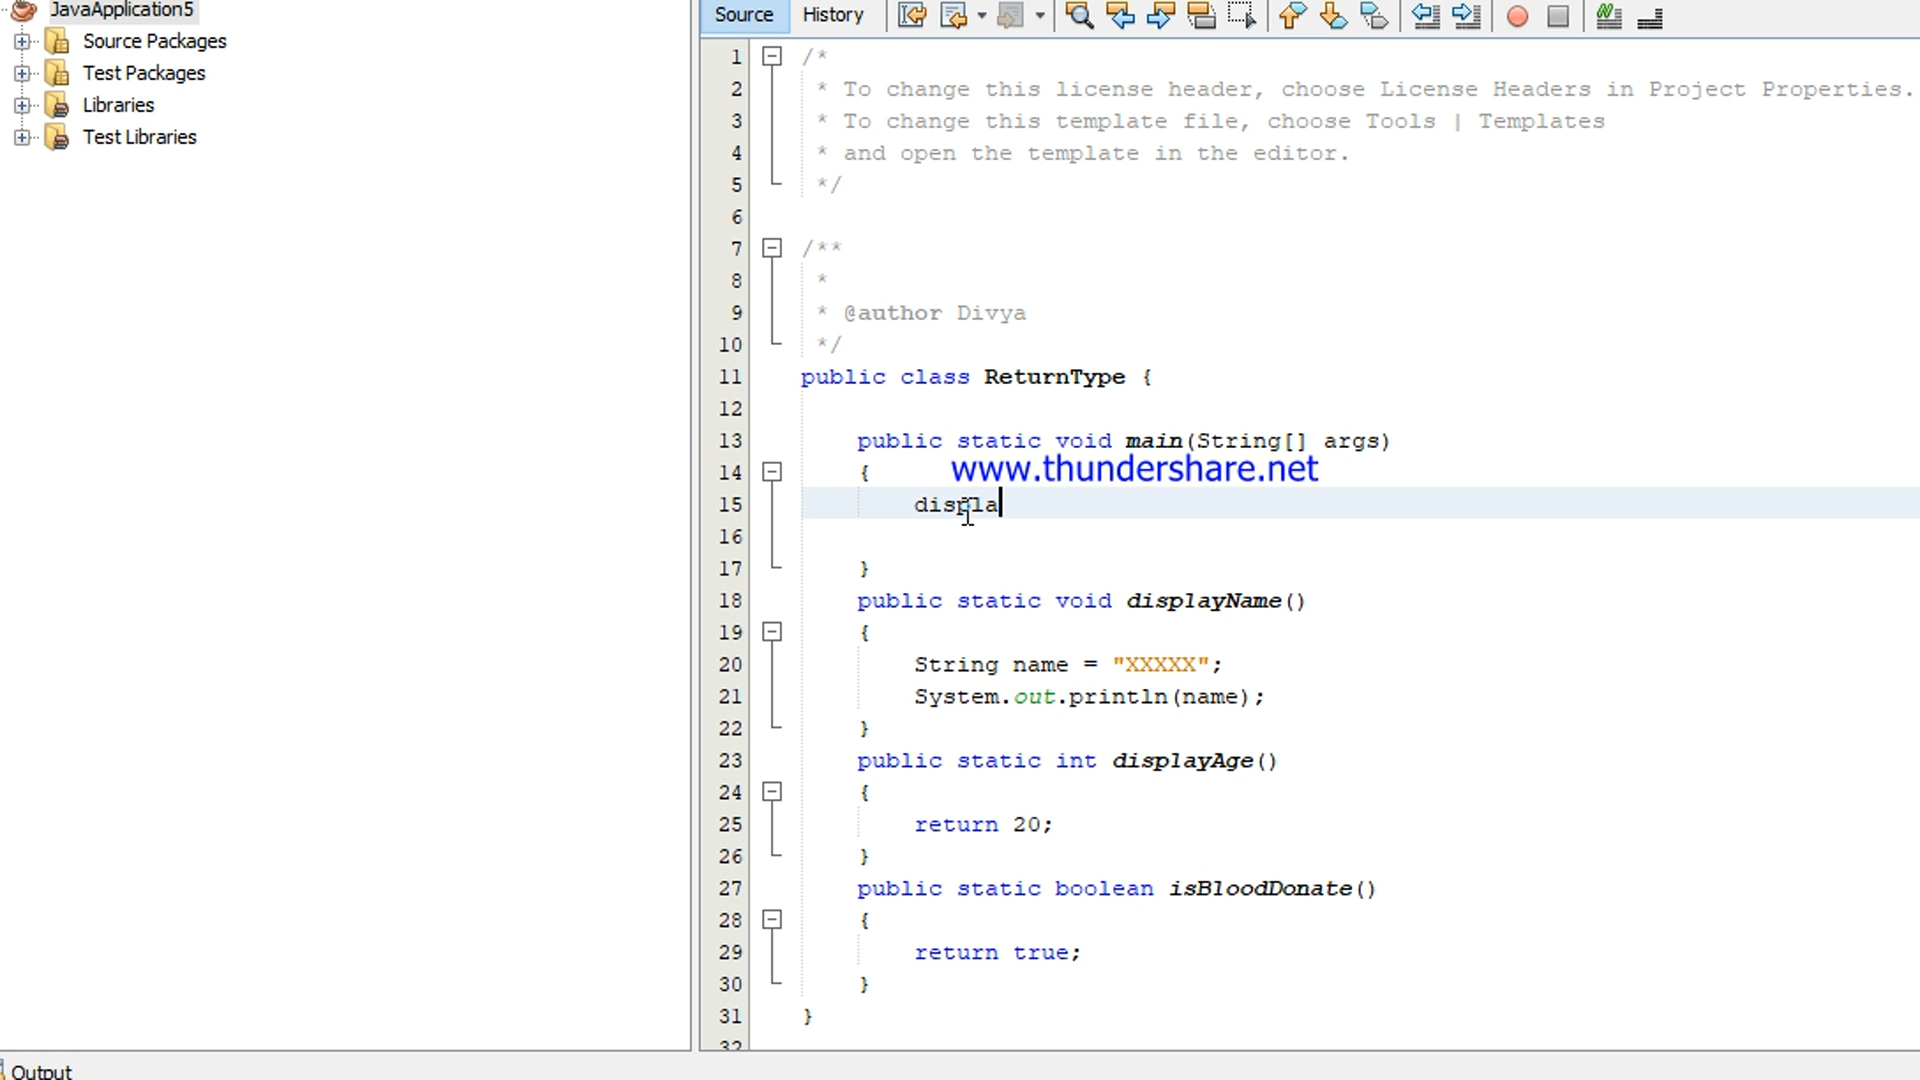 JavaApplication5
Source Packages
Test Packages
Libraries
Test Libraries
Source History
1 /*
2 * To change this license header, choose License Headers in Project Properties.
3 * To change this template file, choose Tools | Templates
4 * and open the template in the editor.
5 */
6
7 /**
8 *
9 * @author Divya
10 */
11 public class ReturnType {
12
13 public static void main(String[] args)
14 {
www.thundershare.net
15 displa
16
17 }
18 public static void displayName()
19 {
20 String name = "XXXXX";
21 System.out.println(name);
22 }
23 public static int displayAge()
24 {
25 return 20;
26 }
27 public static boolean isBloodDonate()
28 {
29 return true;
30 }
31 }
32
Output